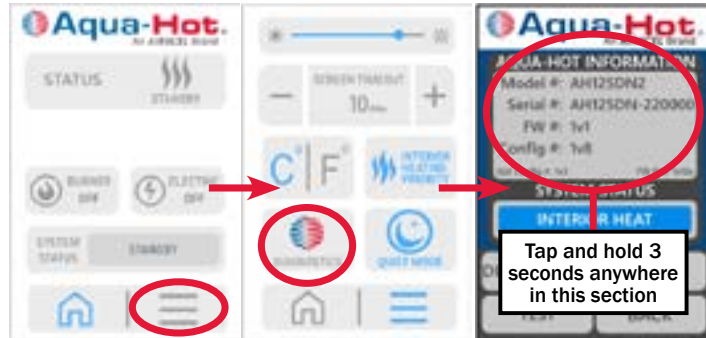 Aqua-Hot.
STATUS
STANDBY
BURNER
OFF
ELECTRIC
OFF
SYSTEM
STATUS
STANDBY
SCREEN TIMEOUT
10
C° | F°
INTERIOR
HEATING
PRIORITY
DIAGNOSTICS
QUIET MODE
Aqua-Hot.
AQUA-HOT INFORMATION
Model #: AH125DN2
Serial #: AH125DN-220000
FW #: 1v1
Config #: 1v8
SYSTEM STATUS
INTERIOR HEAT
Tap and hold 3
seconds anywhere
in this section
TEST
BACK